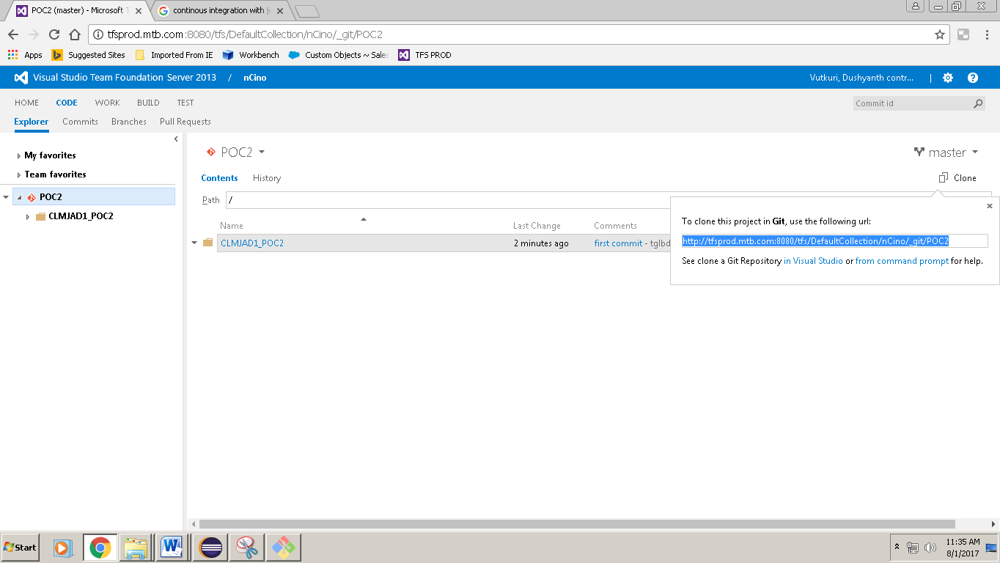 POC2 (master) - Microsoft T
continous integration with je
tfsprod.mtb.com:8080/tfs/DefaultCollection/nCino/_git/POC2
Apps Suggested Sites Imported From IE Workbench Custom Objects ~ Sales TFS PROD
Visual Studio Team Foundation Server 2013 / nCino
Vutkuri, Dushyanth contr... |
HOME CODE WORK BUILD TEST
Commit id
Explorer Commits Branches Pull Requests
My favorites
Team favorites
POC2
CLMJAD1_POC2
POC2
master
Contents History
Clone
Path /
Name Last Change Comments
CLMJAD1_POC2 2 minutes ago first commit - tglbd
To clone this project in Git, use the following url:
http://tfsprod.mtb.com:8080/tfs/DefaultCollection/nCino/_git/POC2
See clone a Git Repository in Visual Studio or from command prompt for help.
Start
11:35 AM
8/1/2017